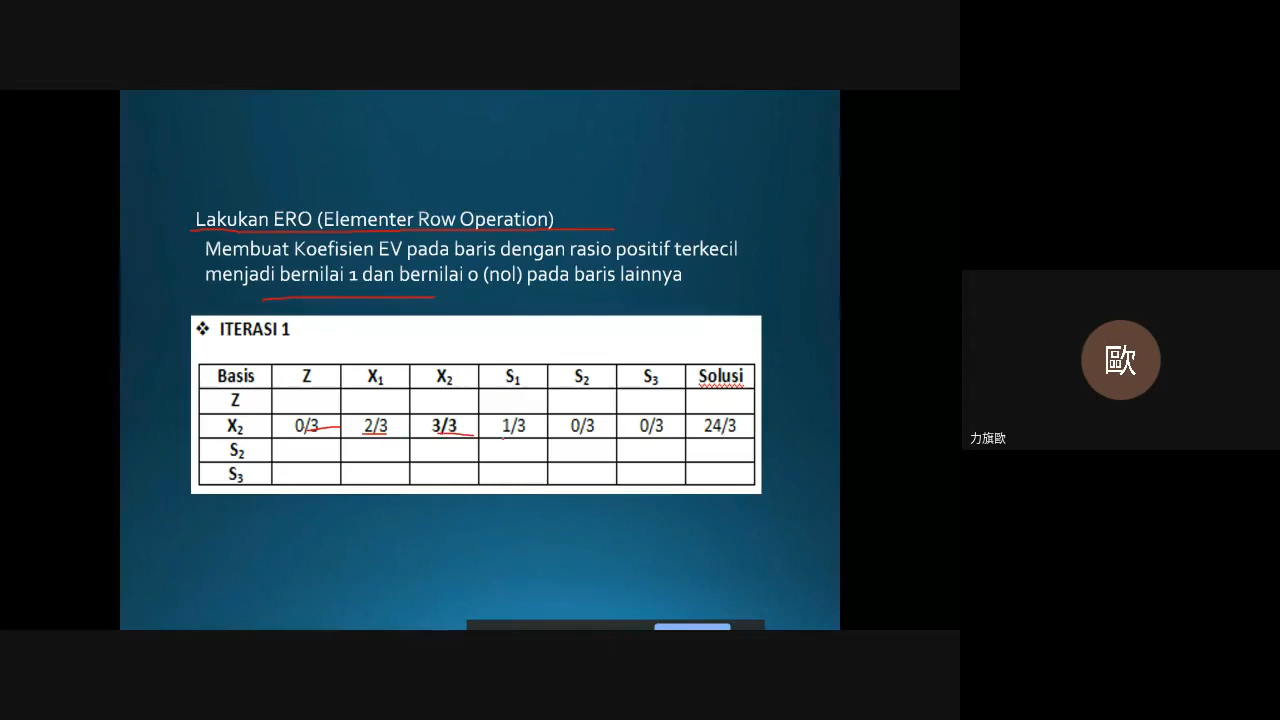 Lakukan ERO (Elementer Row Operation)
Membuat Koefisien EV pada baris dengan rasio positif terkecil
menjadi bernilai 1 dan bernilai 0 (nol) pada baris lainnya
❖ ITERASI 1
Basis Z X₁ X₂ S₁ S₂ S₃ Solusi
Z
X₂ 0/3 2/3 3/3 1/3 0/3 0/3 24/3
S₂
S₃
歐
力旗歐